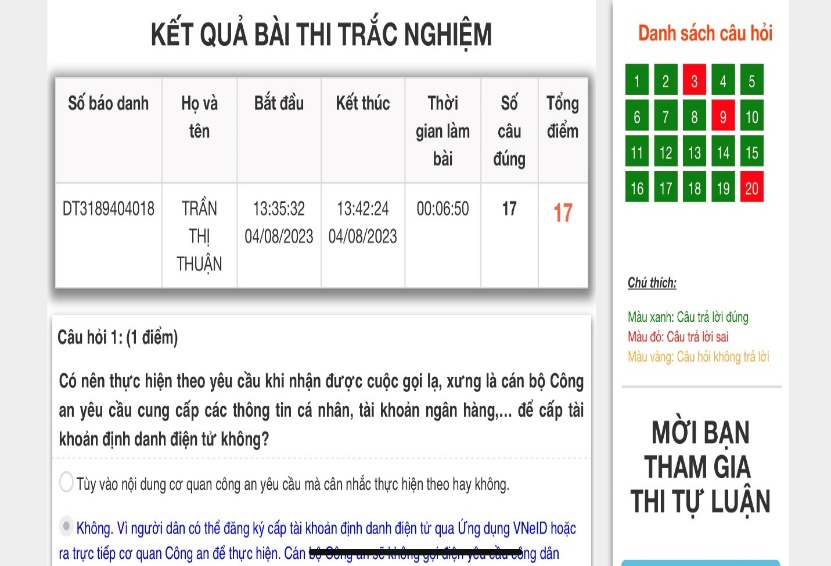 KẾT QUẢ BÀI THI TRẮC NGHIỆM
Số báo danh
Họ và
tên
Bắt đầu
Kết thúc
Thời
gian làm
bài
Số
câu
đúng
Tổng
điểm
DT3189404018
TRẦN
THỊ
THUẬN
13:35:32
04/08/2023
13:42:24
04/08/2023
00:06:50
17
17
Câu hỏi 1: (1 điểm)
Có nên thực hiện theo yêu cầu khi nhận được cuộc gọi lạ, xưng là cán bộ Công
an yêu cầu cung cấp các thông tin cá nhân, tài khoản ngân hàng,... để cấp tài
khoản định danh điện tử không?
Tùy vào nội dung cơ quan công an yêu cầu mà cân nhắc thực hiện theo hay không.
Không. Vì người dân có thể đăng ký cấp tài khoản định danh điện tử qua Ứng dụng VNeID hoặc
ra trực tiếp cơ quan Công an để thực hiện. Cán bộ Công an sẽ không gọi điện yêu cầu công dân
Danh sách câu hỏi
1 2 3 4 5
6 7 8 9 10
11 12 13 14 15
16 17 18 19 20
Chú thích:
Màu xanh: Câu trả lời đúng
Màu đỏ: Câu trả lời sai
Màu vàng: Câu hỏi không trả lời
MỜI BẠN
THAM GIA
THI TỰ LUẬN